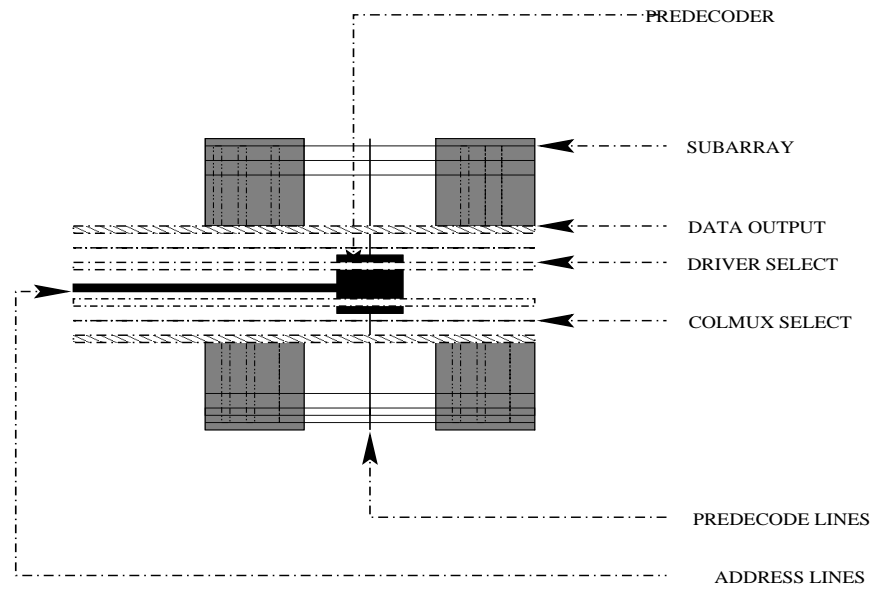 PREDECODER
SUBARRAY
DATA OUTPUT
DRIVER SELECT
COLMUX SELECT
PREDECODE LINES
ADDRESS LINES